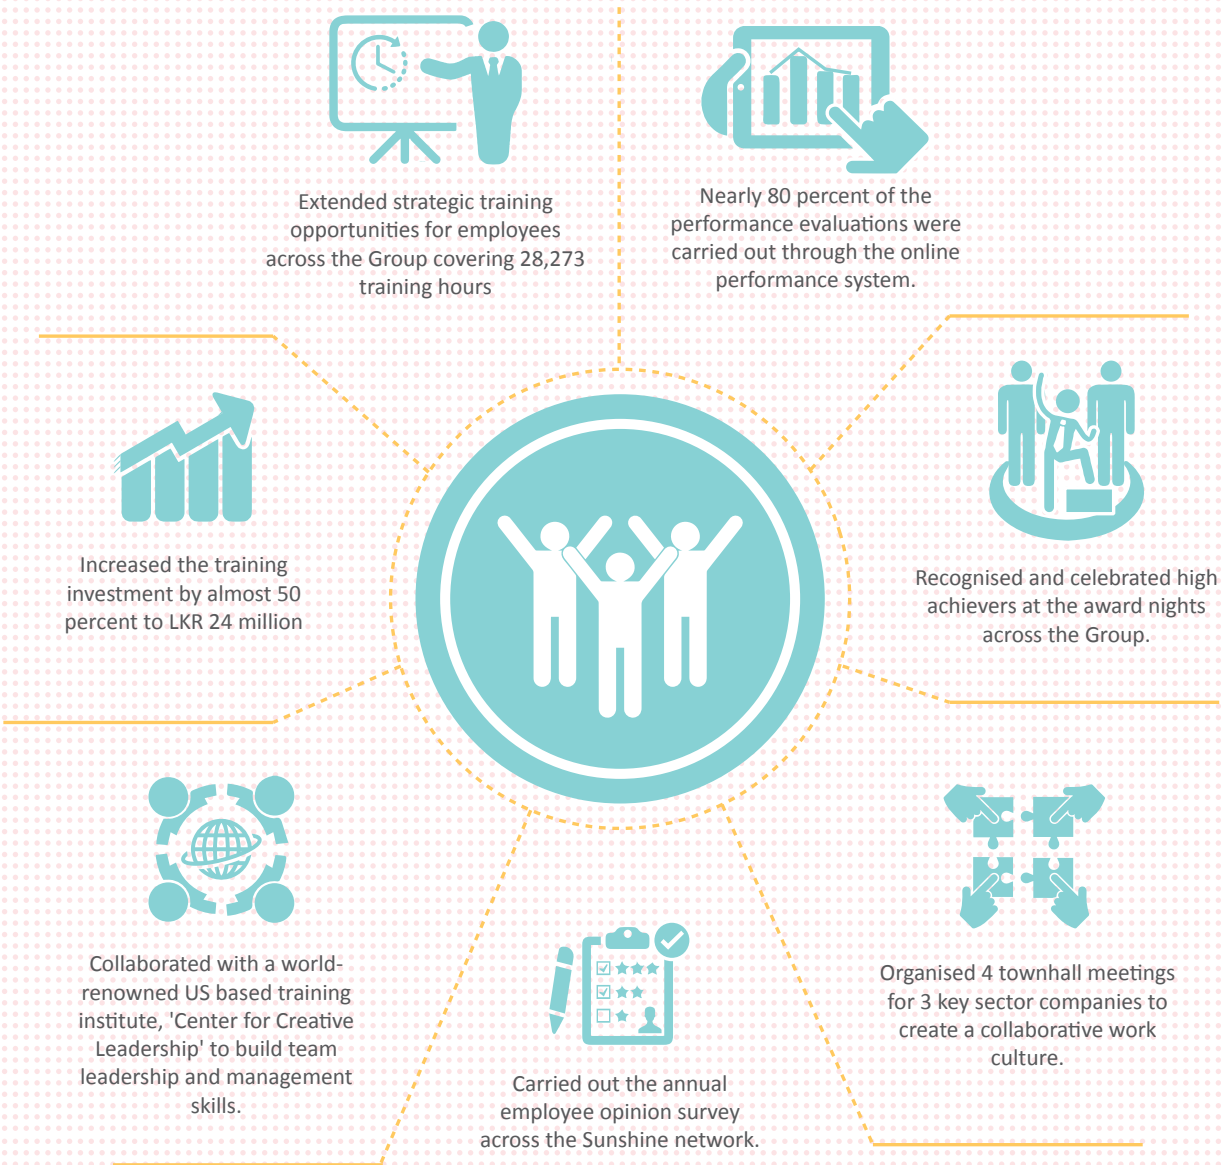 Extended strategic training
opportunities for employees
across the Group covering 28,273
training hours
Nearly 80 percent of the
performance evaluations were
carried out through the online
performance system.
Increased the training
investment by almost 50
percent to LKR 24 million
Recognised and celebrated high
achievers at the award nights
across the Group.
Collaborated with a world-
renowned US based training
institute, 'Center for Creative
Leadership' to build team
leadership and management
skills.
Carried out the annual
employee opinion survey
across the Sunshine network.
Organised 4 townhall meetings
for 3 key sector companies to
create a collaborative work
culture.